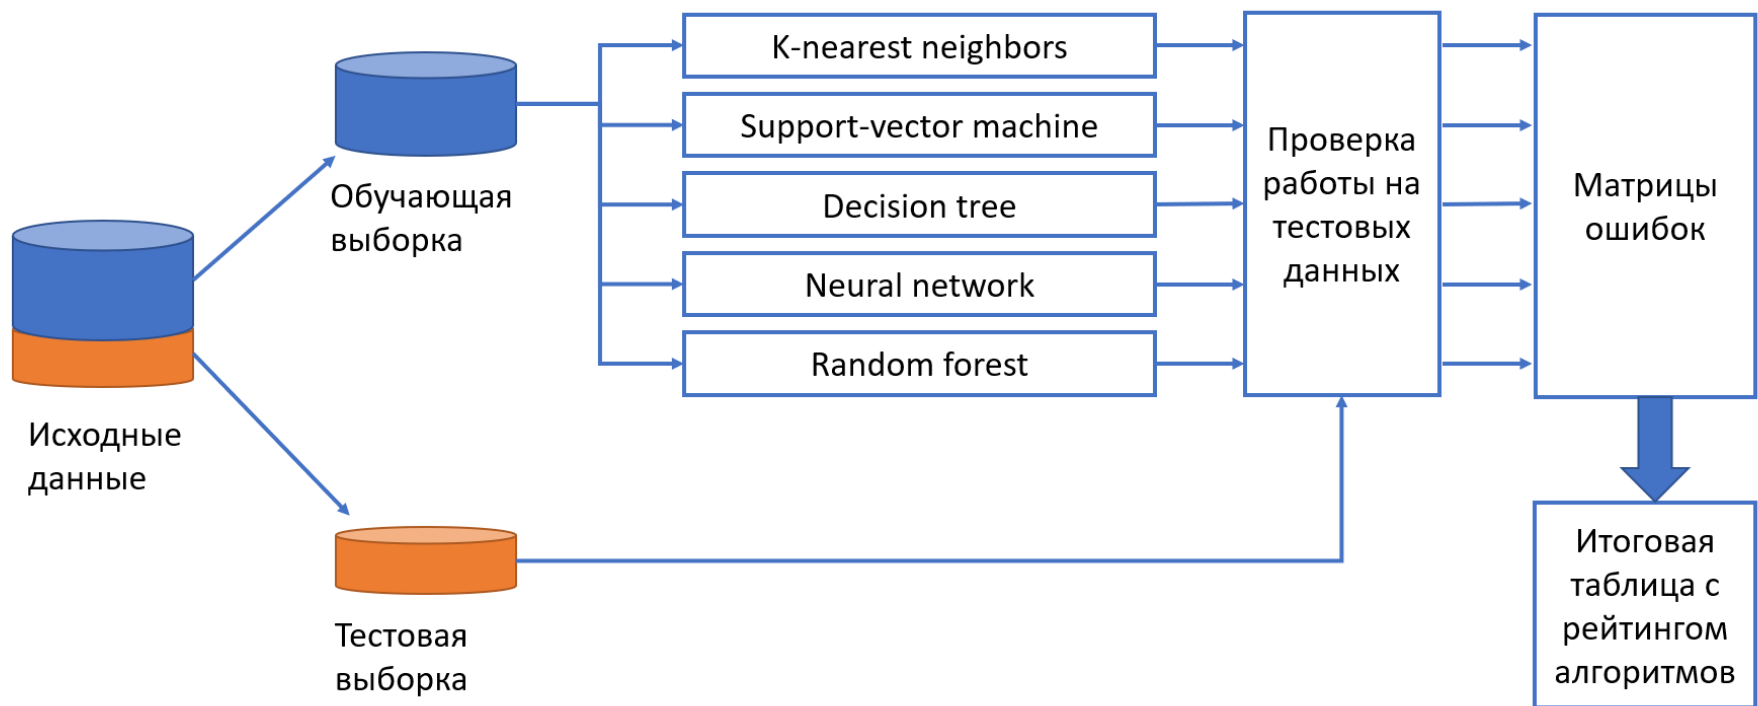 Исходные
данные
Обучающая
выборка
Тестовая
выборка
K-nearest neighbors
Support-vector machine
Decision tree
Neural network
Random forest
Проверка
работы на
тестовых
данных
Матрицы
ошибок
Итоговая
таблица с
рейтингом
алгоритмов